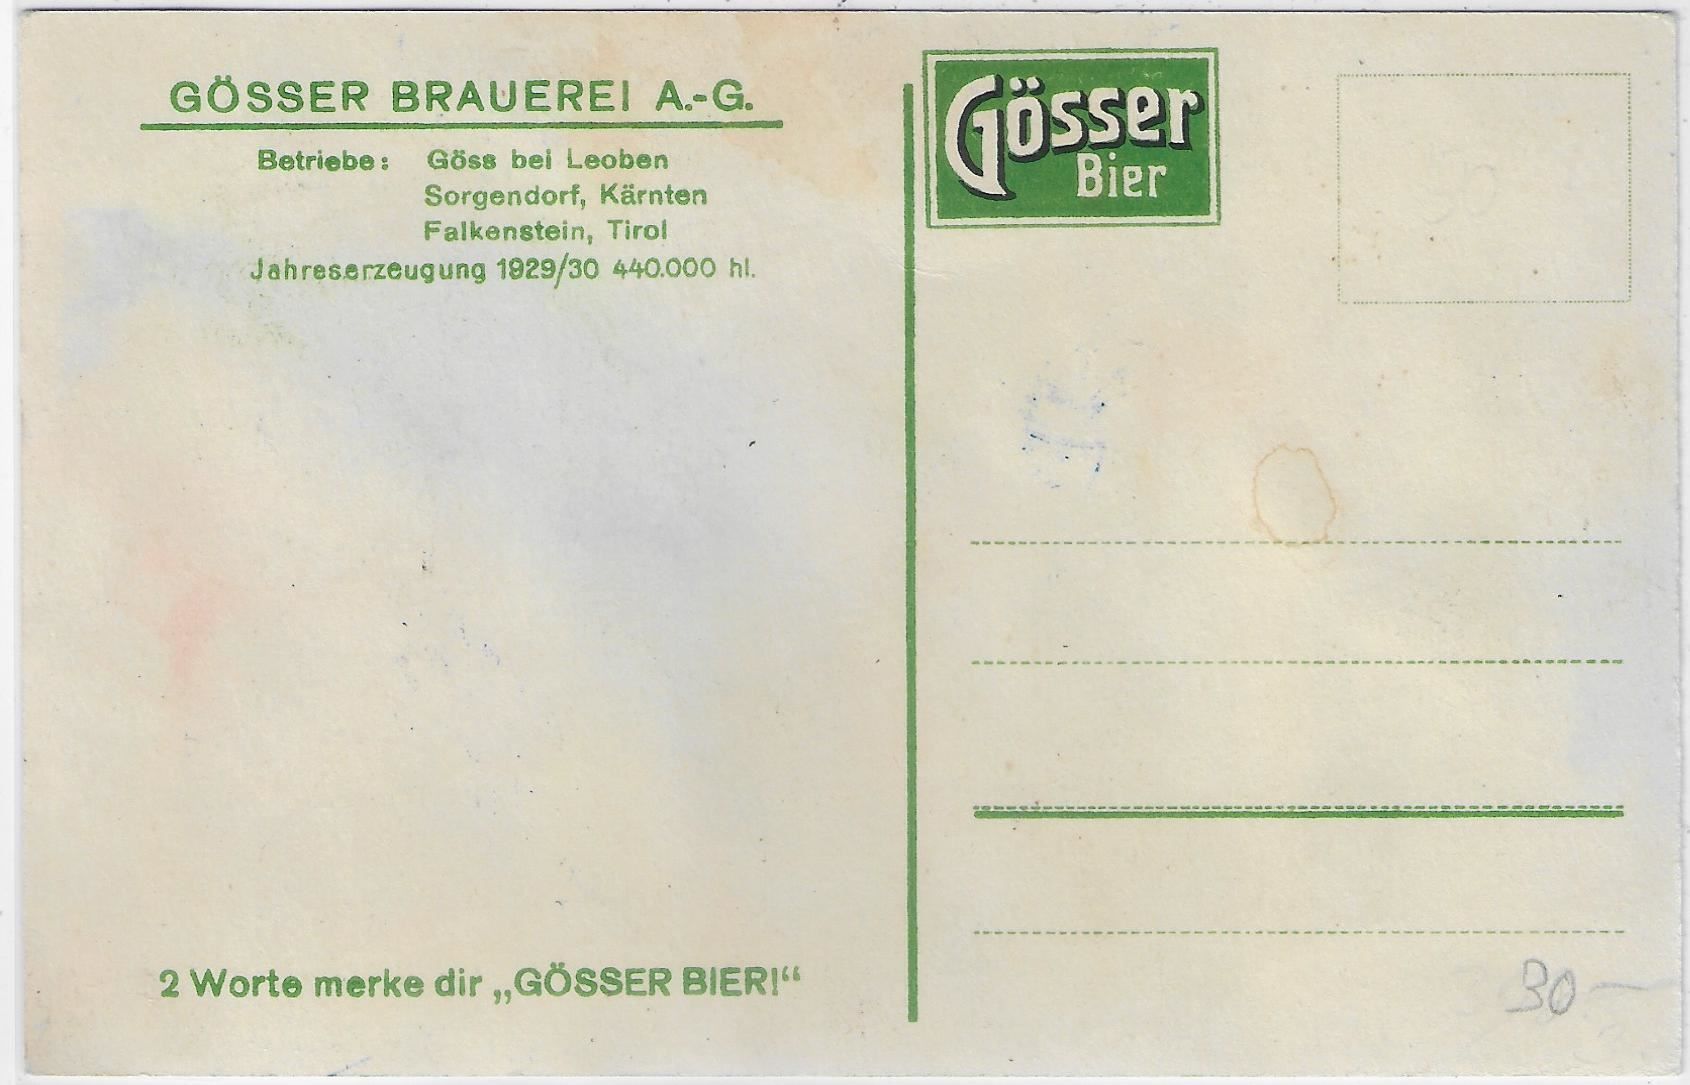 GÖSSER BRAUEREI A.-G.
Betriebe: Göss bei Leoben
Sorgendorf, Kärnten
Falkenstein, Tirol
Jahreserzeugung 1929/30 440.000 hl.
2 Worte merke dir „GÖSSER BIER!“
Gösser
Bier
30 —